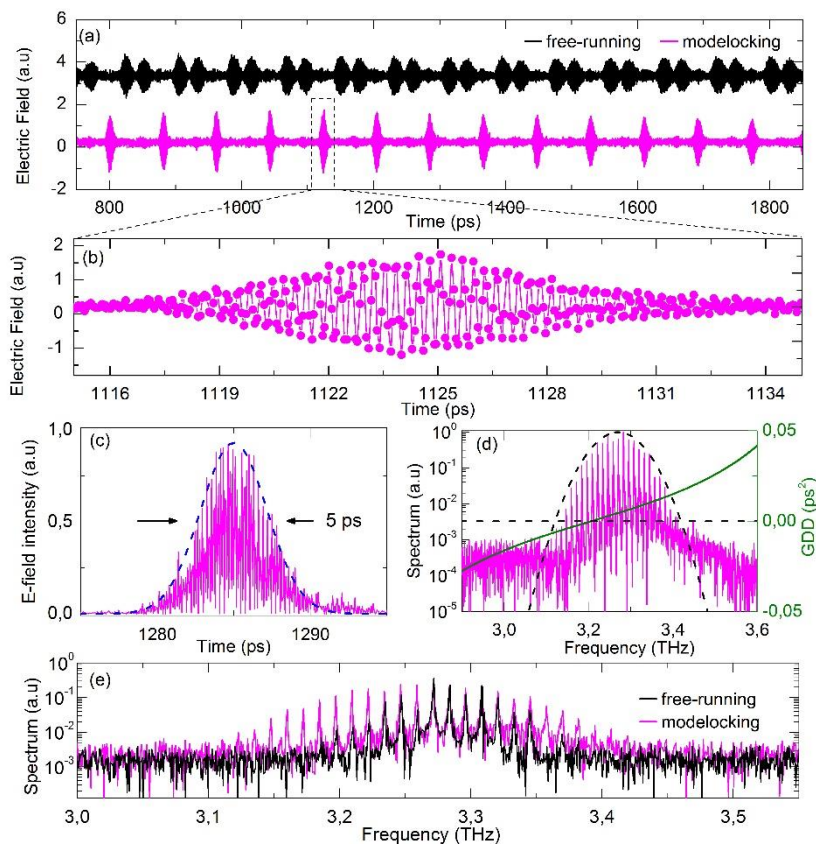 (a)
free-running
modelocking
Electric Field (a.u)
6
4
2
0
-2
800 1000 1200 1400 1600 1800
Time (ps)
(b)
Electric Field (a.u)
2
1
0
-1
1116 1119 1122 1125 1128 1131 1134
Time (ps)
(c)
E-field intensity (a.u)
1,0
0,5
0,0
5 ps
1280 1290
Time (ps)
(d)
Spectrum (a.u)
10^0
10^-1
10^-2
10^-3
10^-4
10^-5
0,05
0,00
-0,05
GDD (ps²)
3,0 3,2 3,4 3,6
Frequency (THz)
(e)
free-running
modelocking
Spectrum (a.u)
10^0
10^-1
10^-2
10^-3
3,0 3,1 3,2 3,3 3,4 3,5
Frequency (THz)